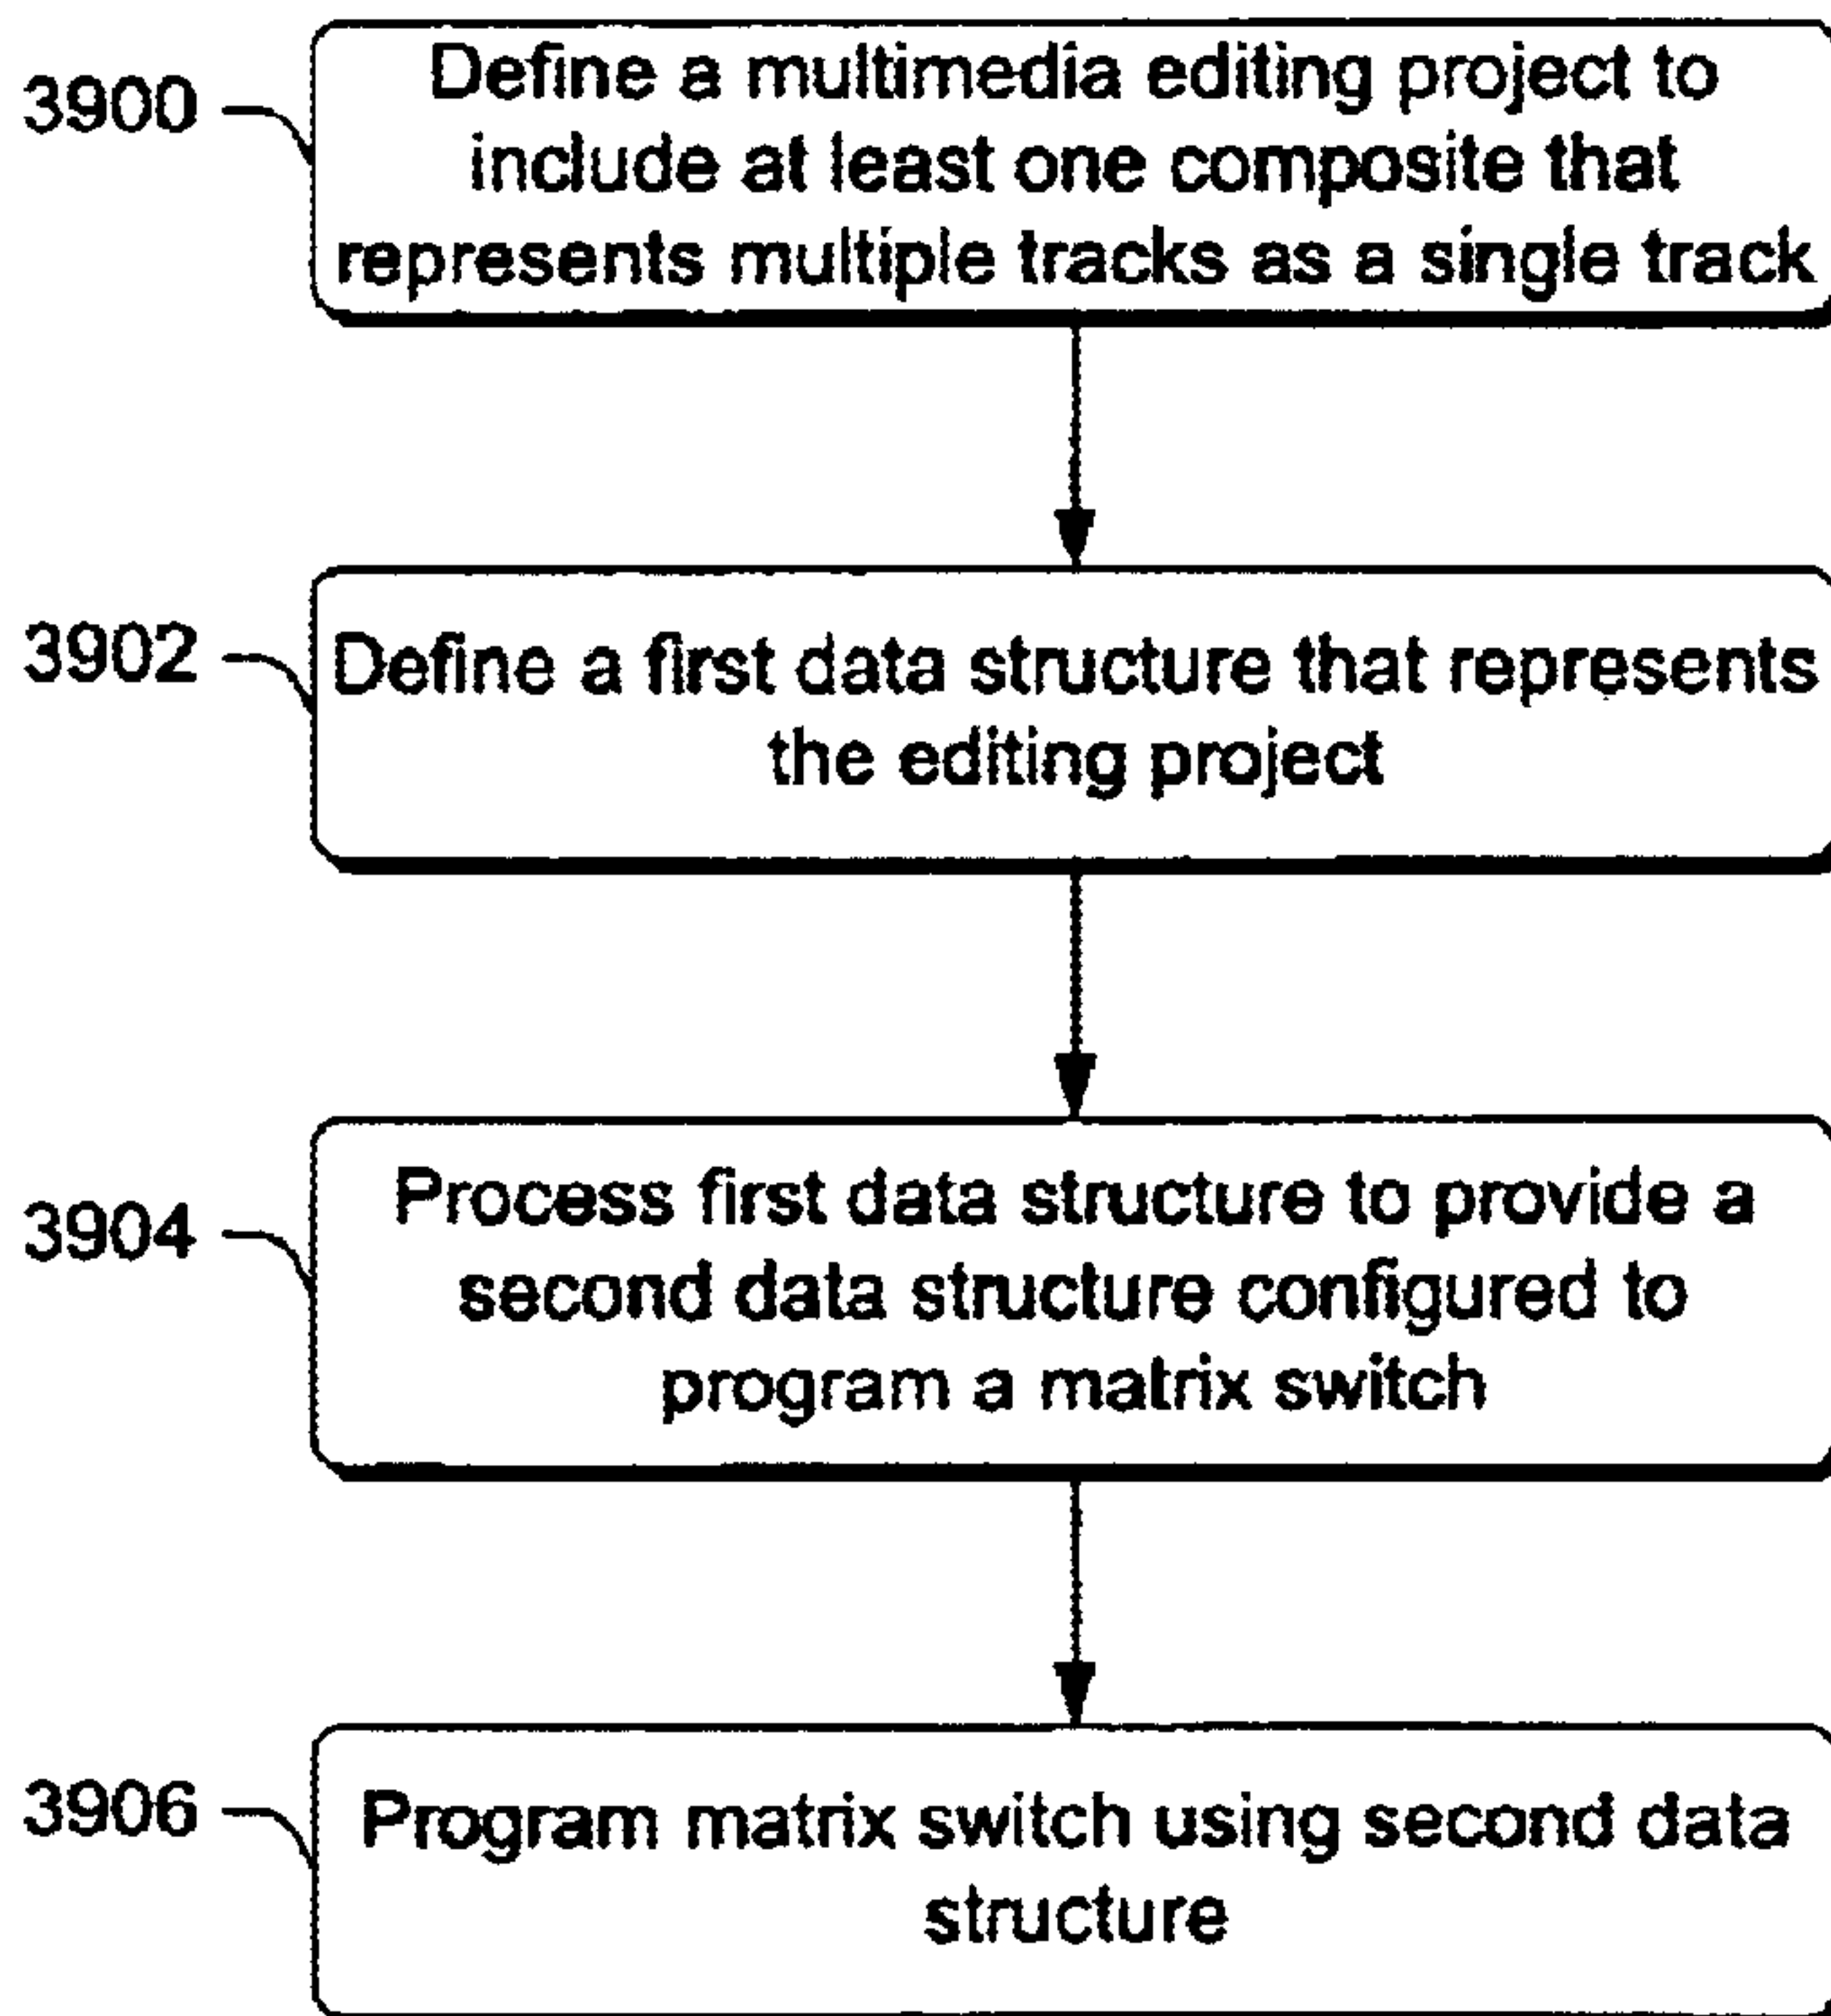 3900
Define a multimedia editing project to
include at least one composite that
represents multiple tracks as a single track
3902
Define a first data structure that represents
the editing project
3904
Process first data structure to provide a
second data structure configured to
program a matrix switch
3906
Program matrix switch using second data
structure